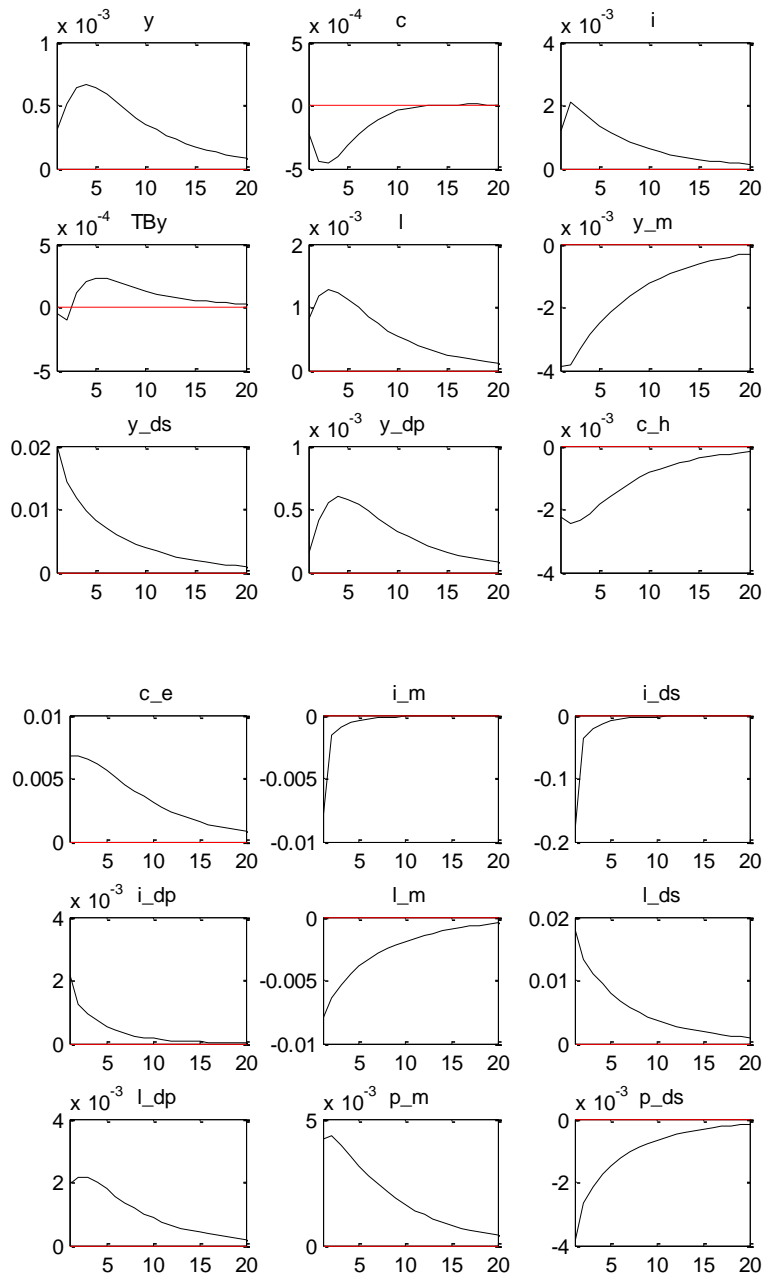 x 10^-3 y
1
0.5
0
5 10 15 20
x 10^-4 c
5
0
-5
5 10 15 20
x 10^-3 i
4
2
0
5 10 15 20
x 10^-4 TBy
5
0
-5
5 10 15 20
x 10^-3 l
2
1
0
5 10 15 20
x 10^-3 y_m
0
-2
-4
5 10 15 20
y_ds
0.02
0.01
0
5 10 15 20
x 10^-3 y_dp
1
0.5
0
5 10 15 20
x 10^-3 c_h
0
-2
-4
5 10 15 20
c_e
0.01
0.005
0
5 10 15 20
i_m
0
-0.005
-0.01
5 10 15 20
i_ds
0
-0.1
-0.2
5 10 15 20
x 10^-3 i_dp
4
2
0
5 10 15 20
l_m
0
-0.005
-0.01
5 10 15 20
l_ds
0.02
0.01
0
5 10 15 20
x 10^-3 l_dp
4
2
0
5 10 15 20
x 10^-3 p_m
5
0
5 10 15 20
x 10^-3 p_ds
0
-2
-4
5 10 15 20